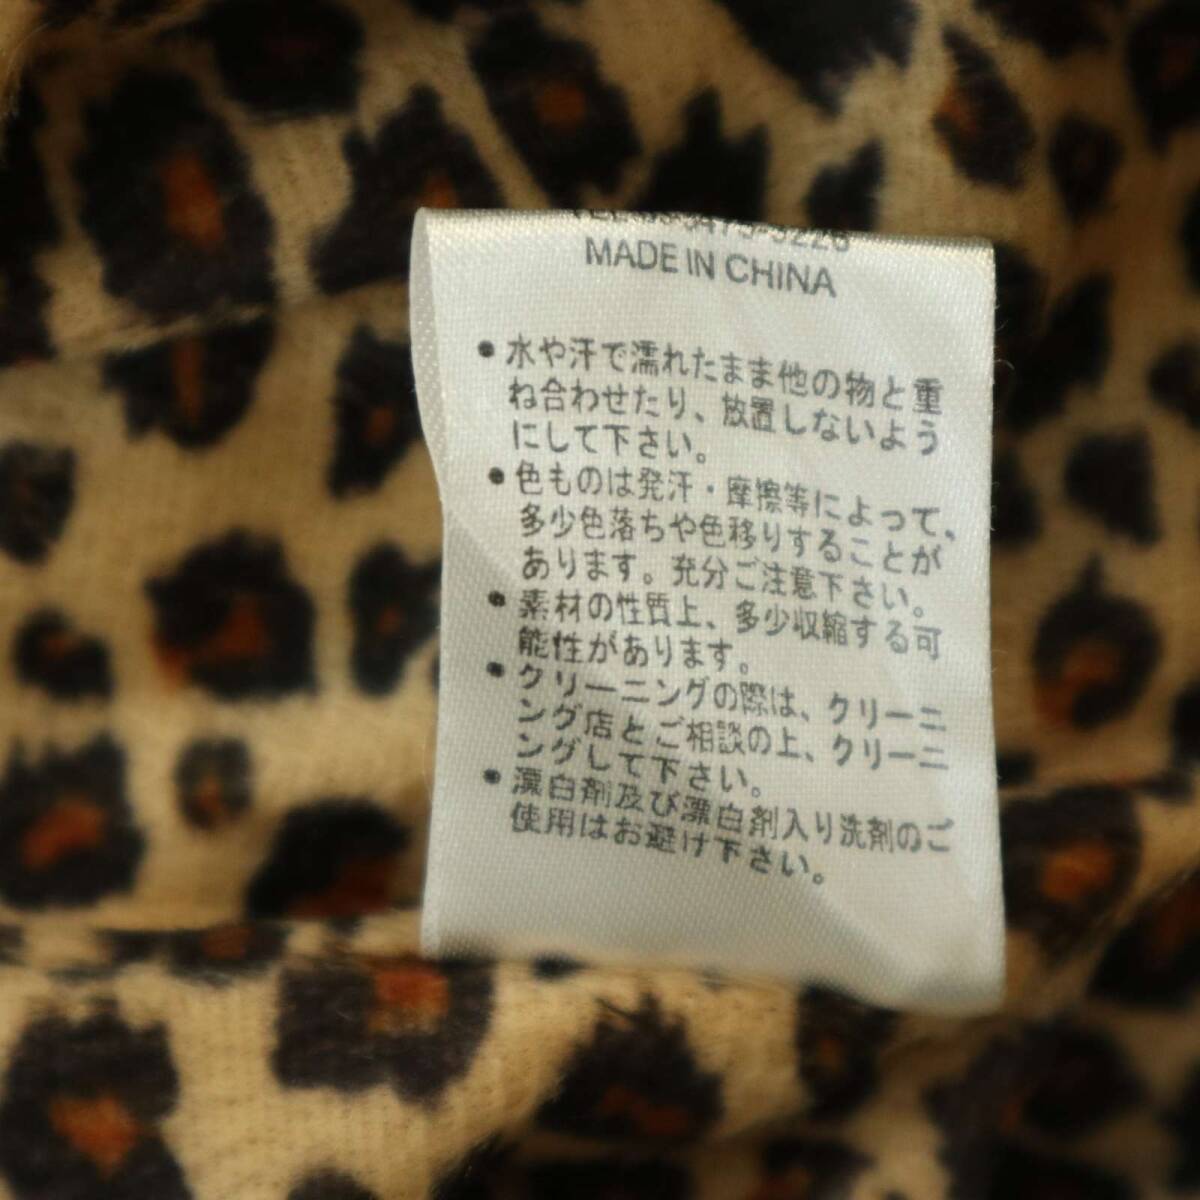 3475-5226
MADE IN CHINA
• 水や汗で濡れたまま他の物と重
ね合わせたり、放置しないよう
にして下さい。
• 色ものは発汗・摩擦等によって、
多少色落ちや色移りすることが
あります。充分ご注意下さい。
• 素材の性質上、多少収縮する可
能性があります。
• クリーニングの際は、クリーニ
ング店とご相談の上、クリーニ
ングして下さい。
• 漂白剤及び漂白剤入り洗剤のご
使用はお避け下さい。